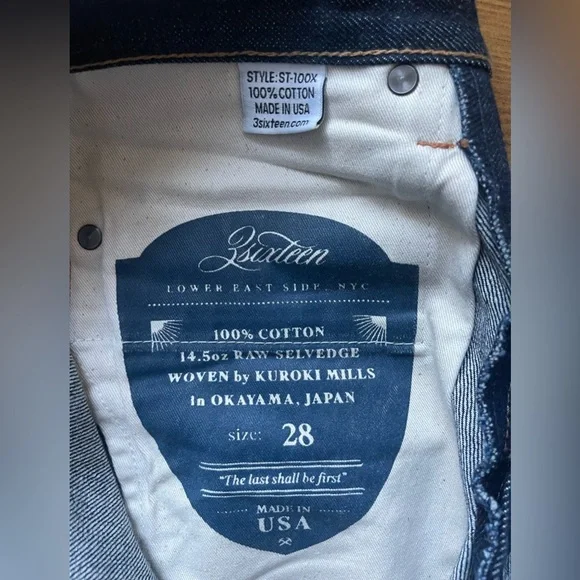 STYLE: ST-100X
100% COTTON
MADE IN USA
3sixteen.com
3sixteen
LOWER EAST SIDE, NYC
100% COTTON
14.5oz RAW SELVEDGE
WOVEN by KUROKI MILLS
in OKAYAMA, JAPAN
size: 28
"The last shall be first"
MADE IN
USA